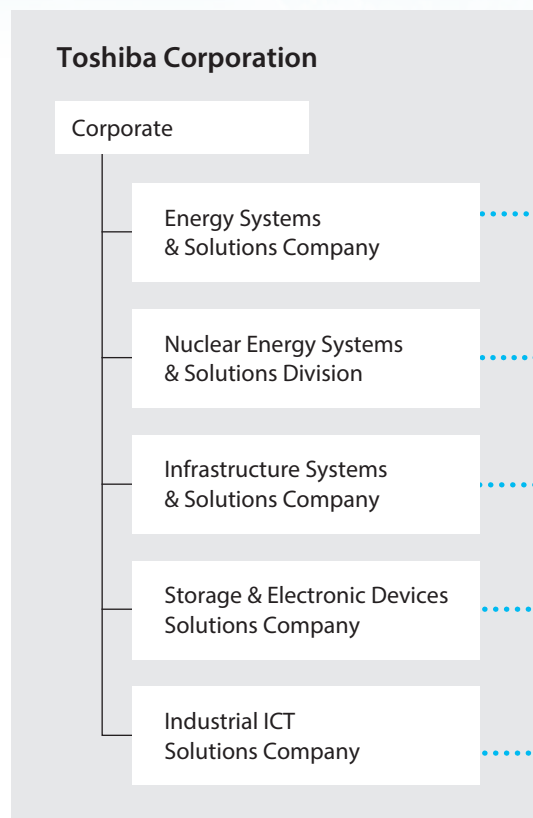 Toshiba Corporation
Corporate
Energy Systems
& Solutions Company
Nuclear Energy Systems
& Solutions Division
Infrastructure Systems
& Solutions Company
Storage & Electronic Devices
Solutions Company
Industrial ICT
Solutions Company